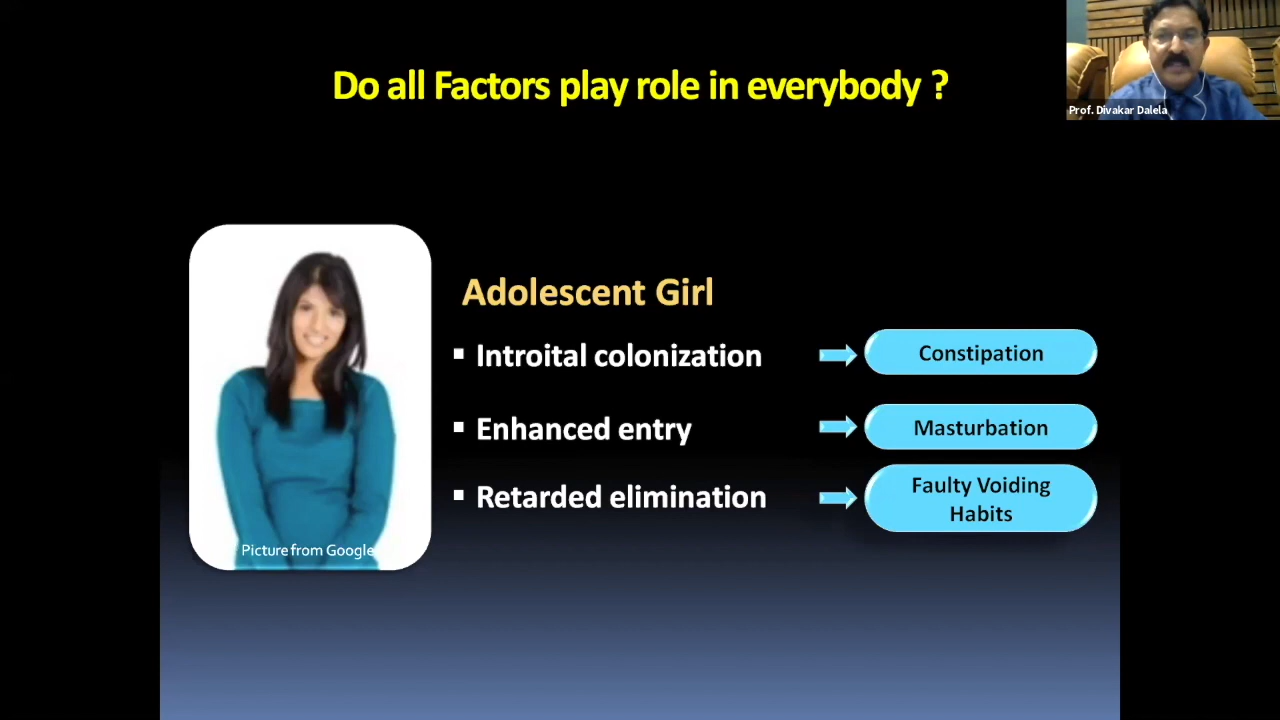 Do all Factors play role in everybody ?
Prof. Divakar Dalela
Adolescent Girl
▪ Introital colonization
Constipation
▪ Enhanced entry
Masturbation
▪ Retarded elimination
Faulty Voiding
Habits
Picture from Google